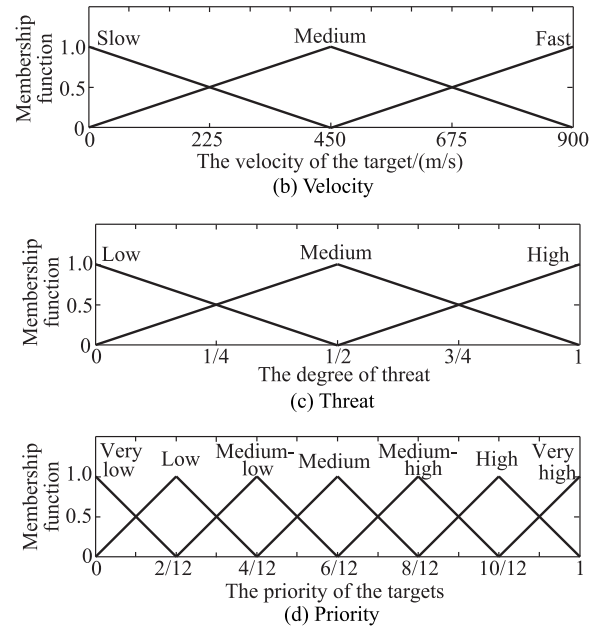 Membership
function
1.0
0.5
0
Slow
Medium
Fast
0 225 450 675 900
The velocity of the target/(m/s)
(b) Velocity
Membership
function
1.0
0.5
0
Low
Medium
High
0 1/4 1/2 3/4 1
The degree of threat
(c) Threat
Membership
function
1.0
0.5
0
Very
low
Low
Medium-
low
Medium
Medium-
high
High
Very
high
0 2/12 4/12 6/12 8/12 10/12 1
The priority of the targets
(d) Priority